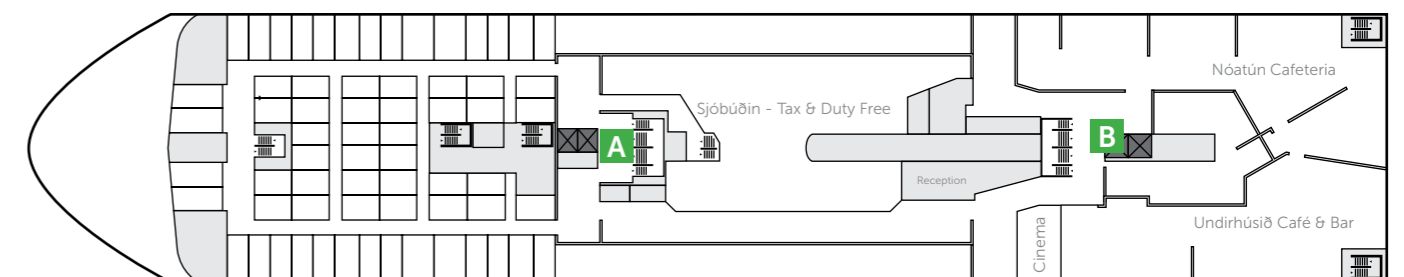 Nóatún Cafeteria
Sjóbúðin - Tax & Duty Free
A
B
Reception
Undirhúsið Café & Bar
Cinema